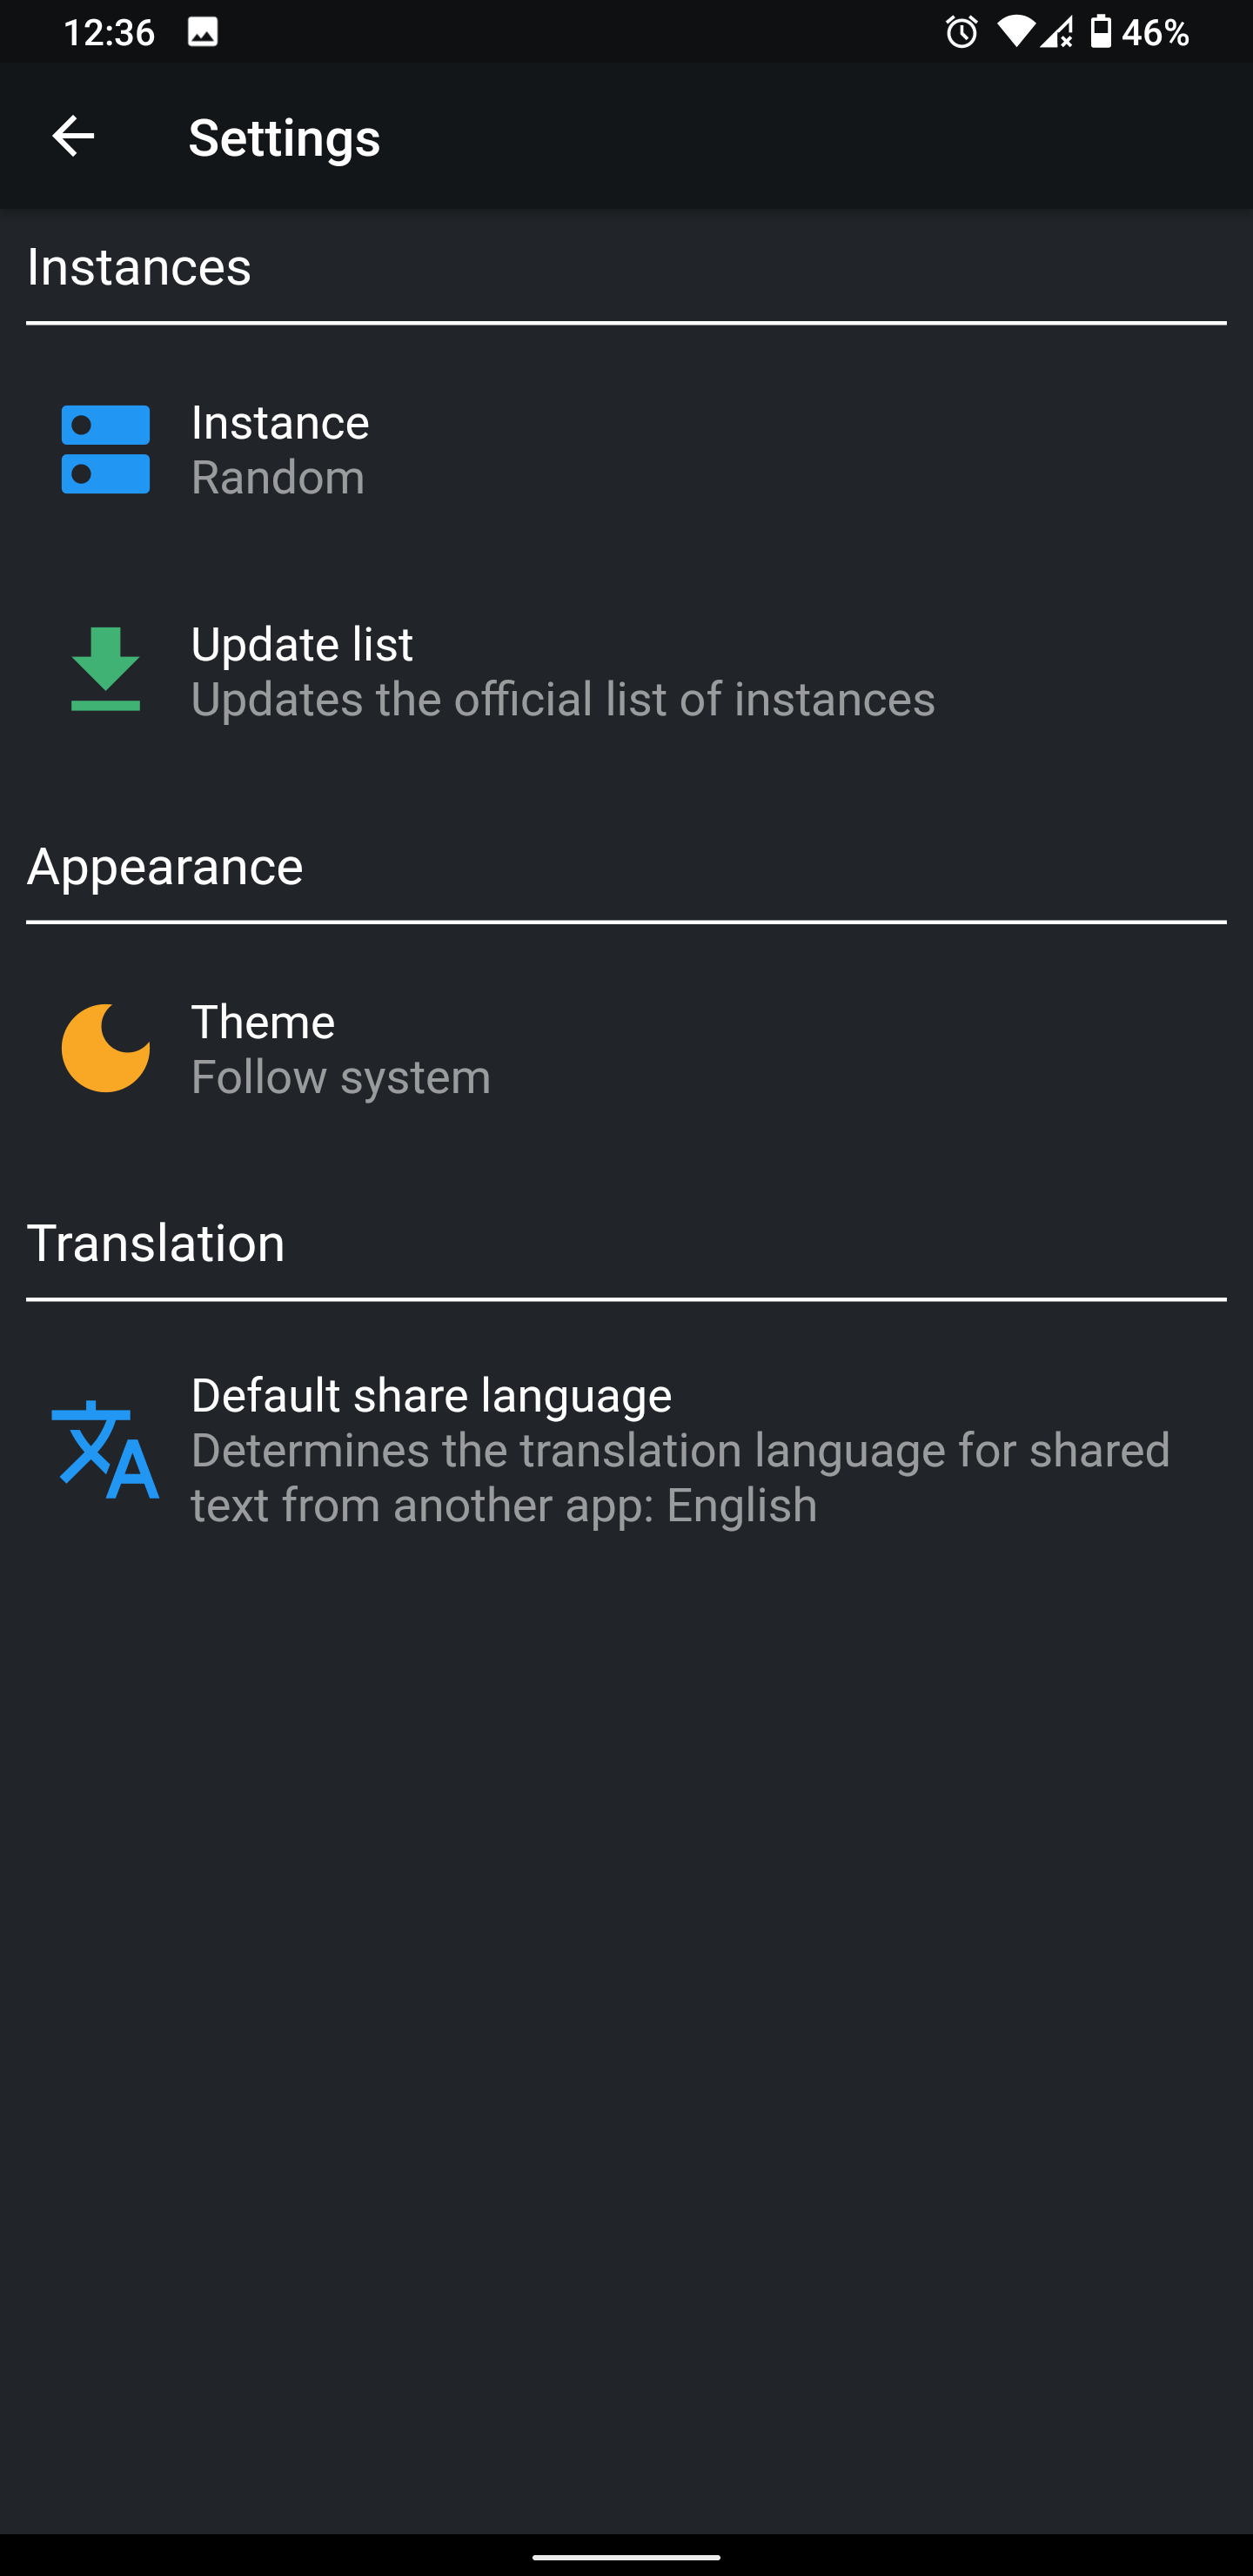 12:36
46%
Settings
Instances
Instance
Random
Update list
Updates the official list of instances
Appearance
Theme
Follow system
Translation
Default share language
Determines the translation language for shared
text from another app: English